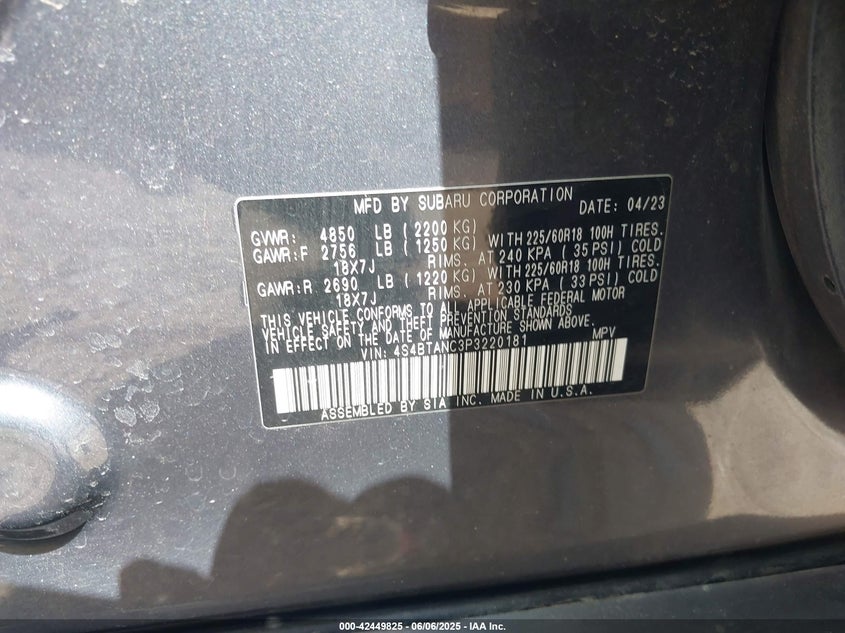 MFD BY SUBARU CORPORATION DATE: 04/23
GVWR: 4850 LB ( 2200 KG)
GAWR:F 2756 LB ( 1250 KG) WITH 225/60R18 100H TIRES.
18X7J RIMS. AT 240 KPA ( 35 PSI) COLD
GAWR:R 2690 LB ( 1220 KG) WITH 225/60R18 100H TIRES.
18X7J RIMS. AT 230 KPA ( 33 PSI) COLD
THIS VEHICLE CONFORMS TO ALL APPLICABLE FEDERAL MOTOR
VEHICLE SAFETY AND THEFT PREVENTION STANDARDS
IN EFFECT ON THE DATE OF MANUFACTURE SHOWN ABOVE.
VIN: 4S4BTANC3P3220181 MPV
ASSEMBLED BY SIA INC. MADE IN U.S.A.
000-42449825 - 06/06/2025 - IAA Inc.